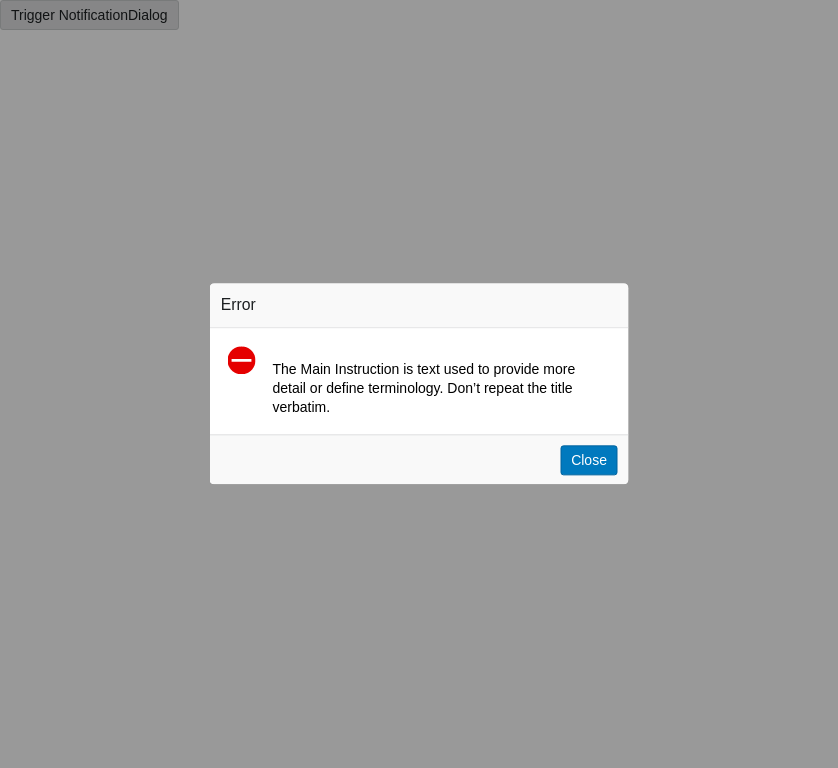 Trigger NotificationDialog
Error
The Main Instruction is text used to provide more
detail or define terminology. Don’t repeat the title
verbatim.
Close